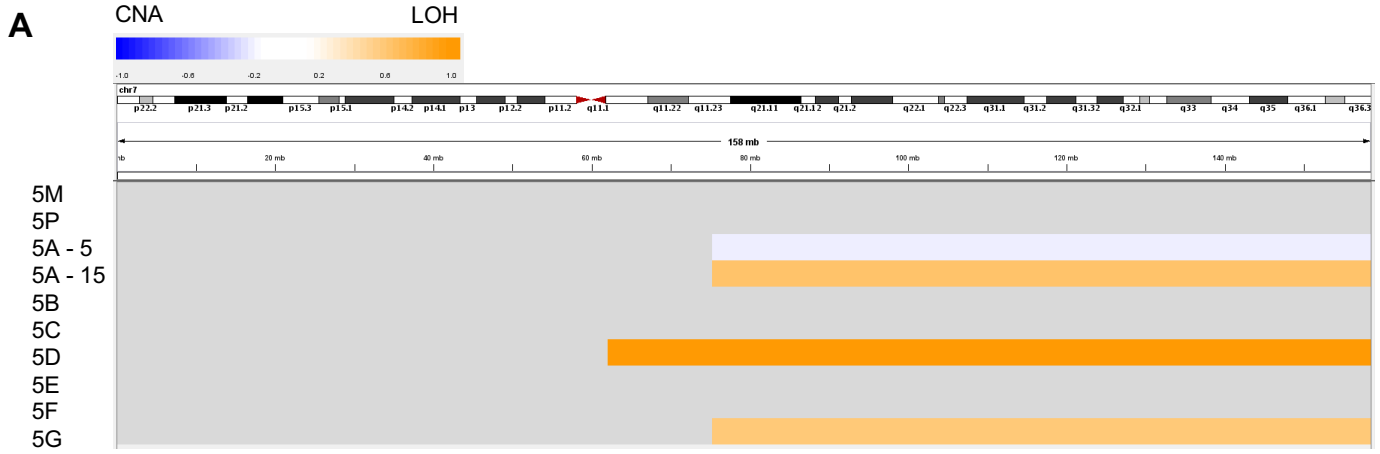 A
CNA LOH
-1.0 -0.6 -0.2 0.2 0.6 1.0
chr7
p22.2 p21.3 p21.2 p15.3 p15.1 p14.2 p14.1 p13 p12.2 p11.2 q11.1 q11.22 q11.23 q21.11 q21.12 q21.2 q22.1 q22.3 q31.1 q31.2 q31.32 q32.1 q33 q34 q35 q36.1 q36.3
158 mb
20 mb 40 mb 60 mb 80 mb 100 mb 120 mb 140 mb
5M
5P
5A - 5
5A - 15
5B
5C
5D
5E
5F
5G